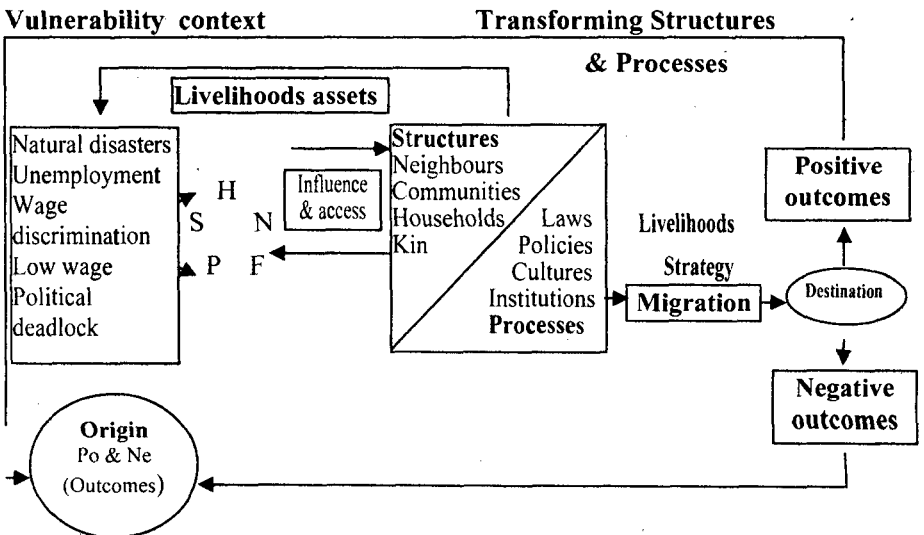 Vulnerability context
Transforming Structures
& Processes
Livelihoods assets
Natural disasters
Unemployment
Wage
discrimination
Low wage
Political
deadlock
H
S N
P F
Influence
& access
Structures
Neighbours
Communities
Households
Kin
Laws
Policies
Cultures
Institutions
Processes
Livelihoods
Strategy
Migration
Destination
Positive
outcomes
Negative
outcomes
Origin
Po & Ne
(Outcomes)